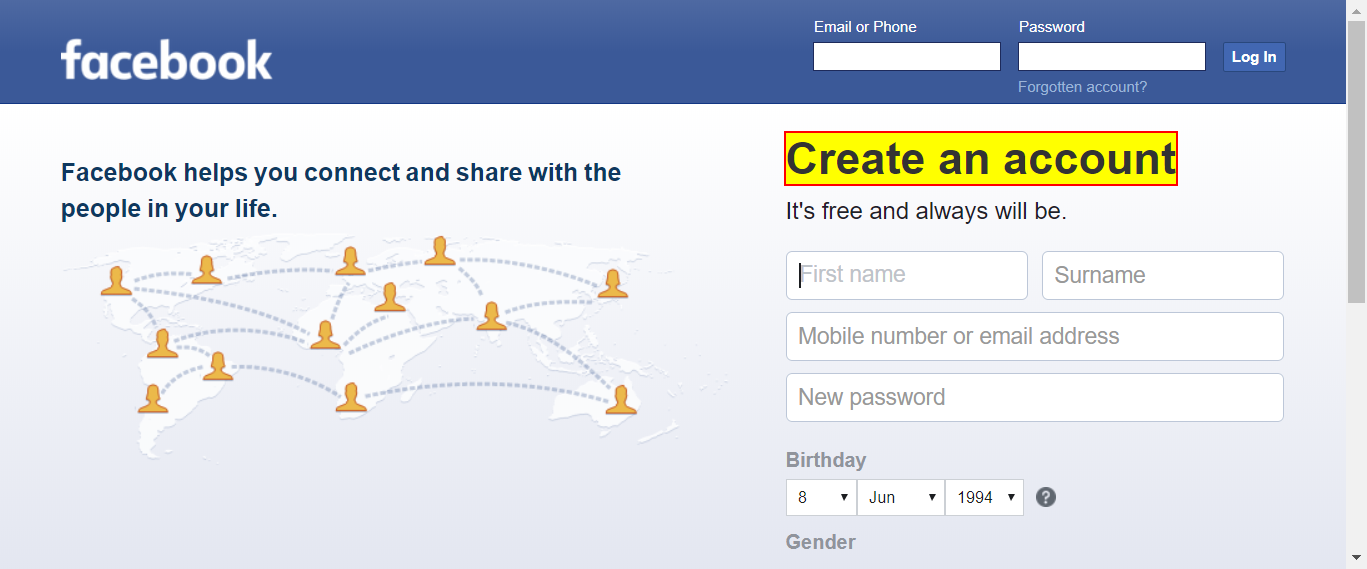 facebook
Email or Phone
Password
Log In
Forgotten account?
Facebook helps you connect and share with the
people in your life.
Create an account
It's free and always will be.
First name
Surname
Mobile number or email address
New password
Birthday
8
Jun
1994
?
Gender